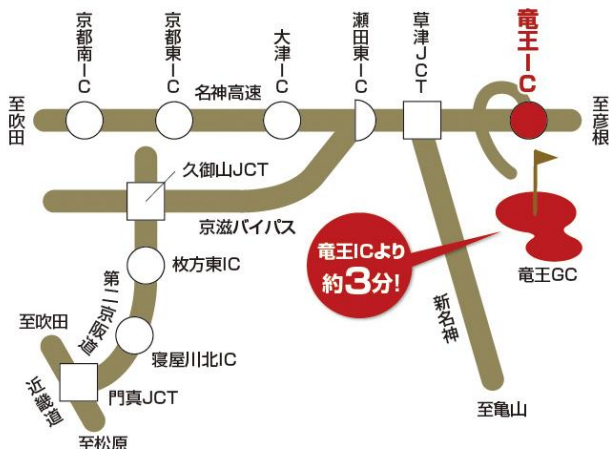 京都南IC
京都東IC
大津IC
瀬田東IC
草津JCT
竜王IC
至吹田
名神高速
至彦根
久御山JCT
京滋バイパス
竜王ICより
約3分!
竜王GC
枚方東IC
第二京阪道
新名神
至吹田
寝屋川北IC
近畿道
門真JCT
至亀山
至松原